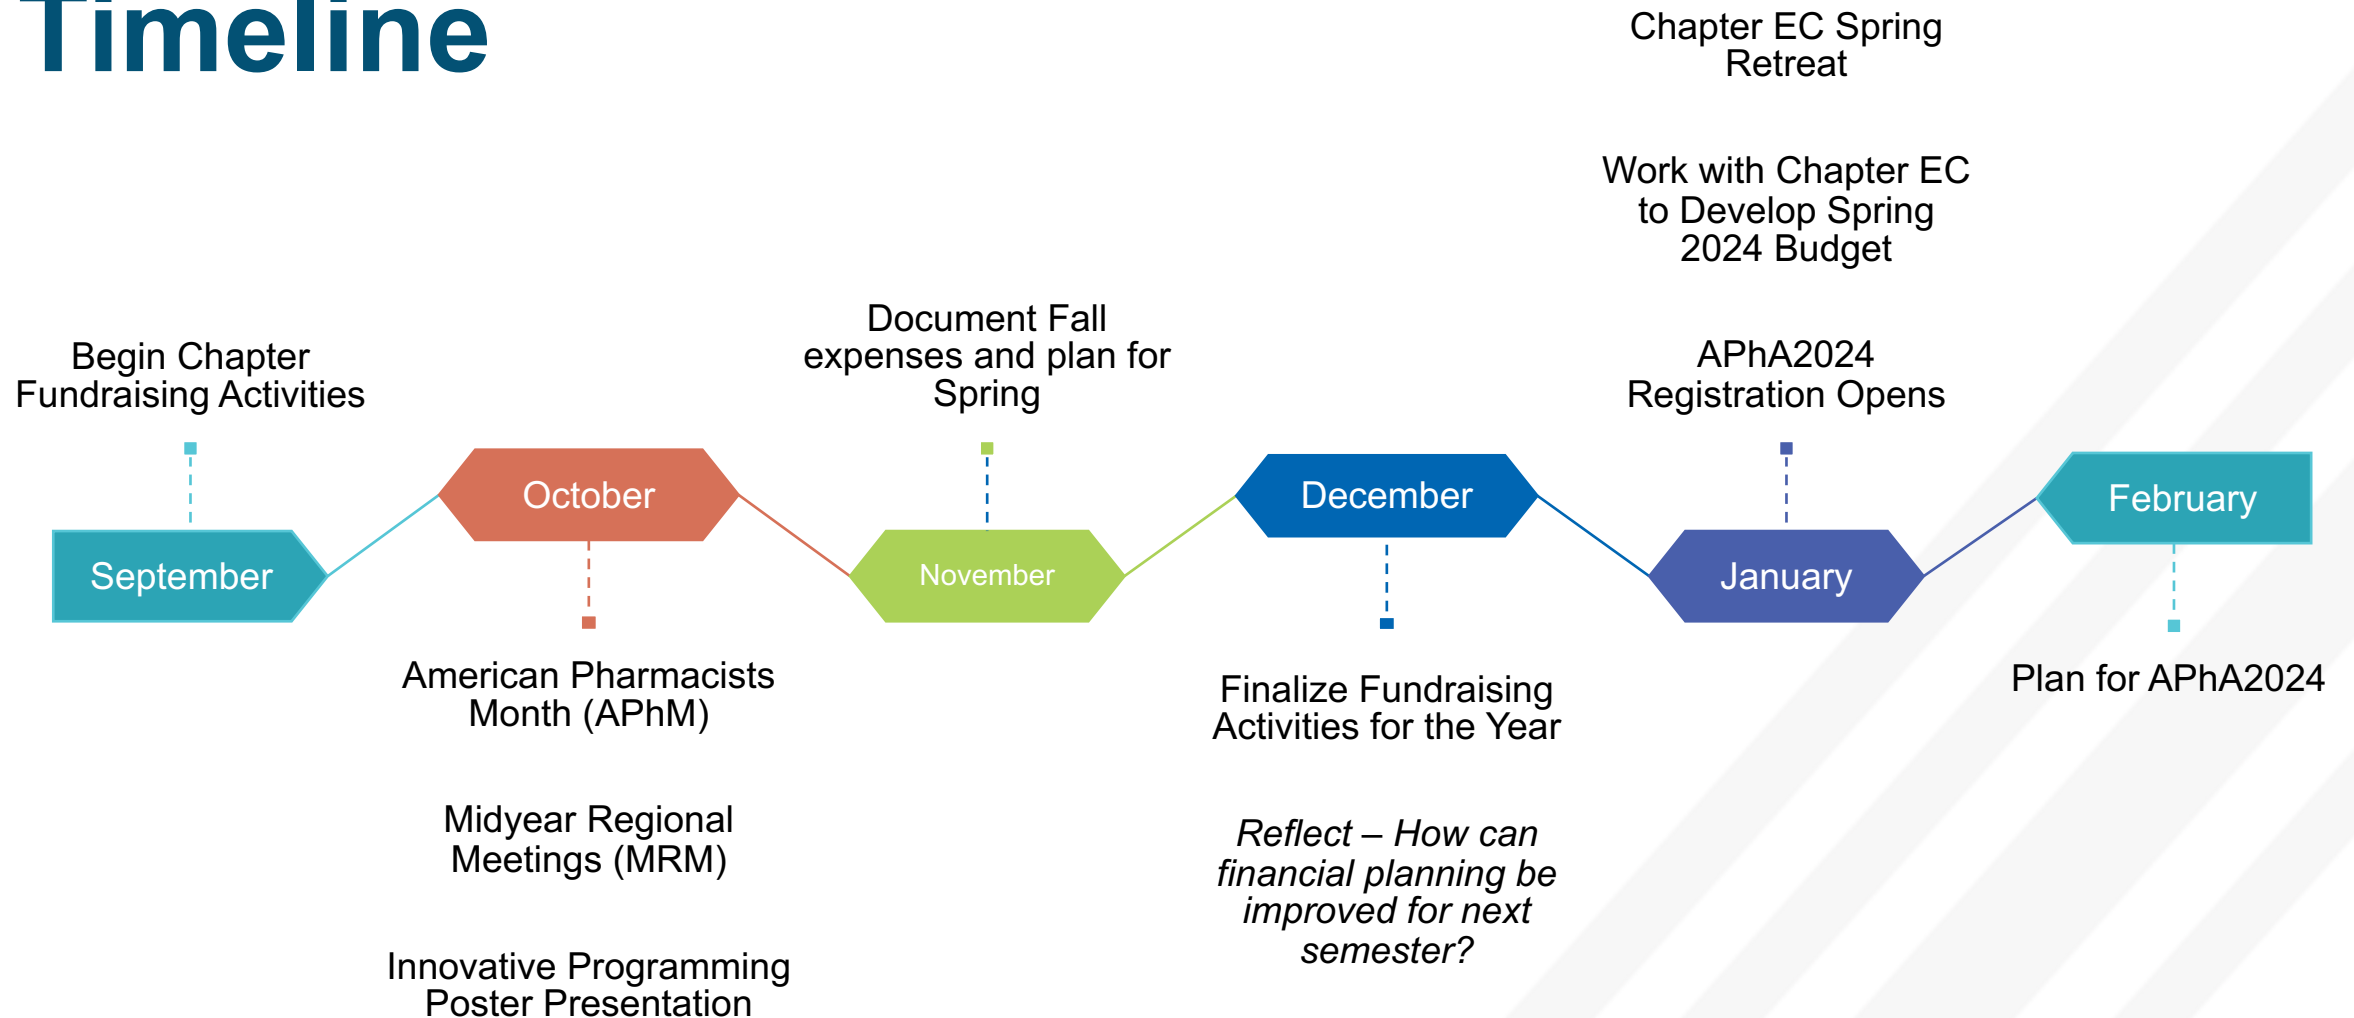 Timeline
Chapter EC Spring
Retreat
Work with Chapter EC
to Develop Spring
2024 Budget
APhA2024
Registration Opens
Document Fall
expenses and plan for
Spring
Begin Chapter
Fundraising Activities
September
October
November
December
January
February
American Pharmacists
Month (APhM)
Midyear Regional
Meetings (MRM)
Innovative Programming
Poster Presentation
Finalize Fundraising
Activities for the Year
Reflect – How can
financial planning be
improved for next
semester?
Plan for APhA2024